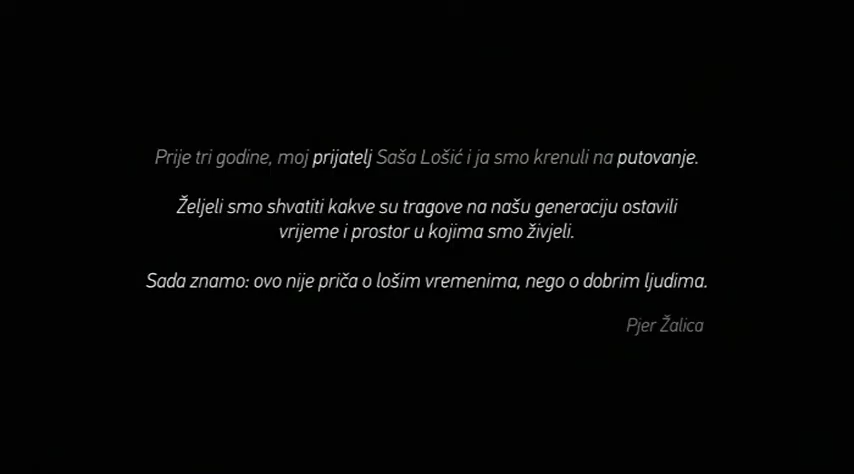 Prije tri godine, moj prijatelj Saša Lošić i ja smo krenuli na putovanje.
Željeli smo shvatiti kakve su tragove na našu generaciju ostavili
vrijeme i prostor u kojima smo živjeli.
Sada znamo: ovo nije priča o lošim vremenima, nego o dobrim ljudima.
Pjer Žalica